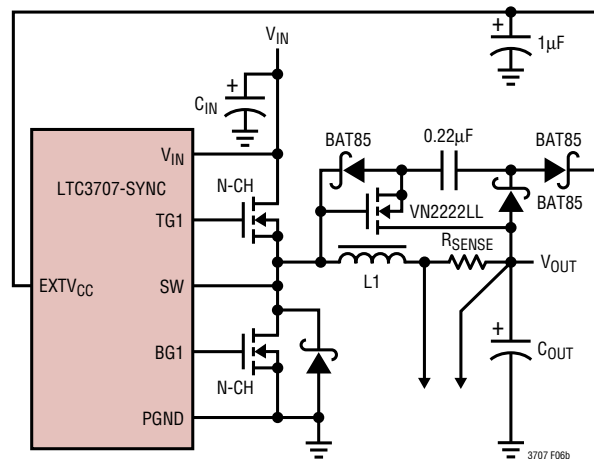 VIN
1µF
CIN
LTC3707-SYNC
VIN
TG1
EXTVCC
SW
BG1
PGND
N-CH
N-CH
BAT85
0.22µF
BAT85
BAT85
VN2222LL
RSENSE
L1
VOUT
COUT
3707 F06b
+
+
+